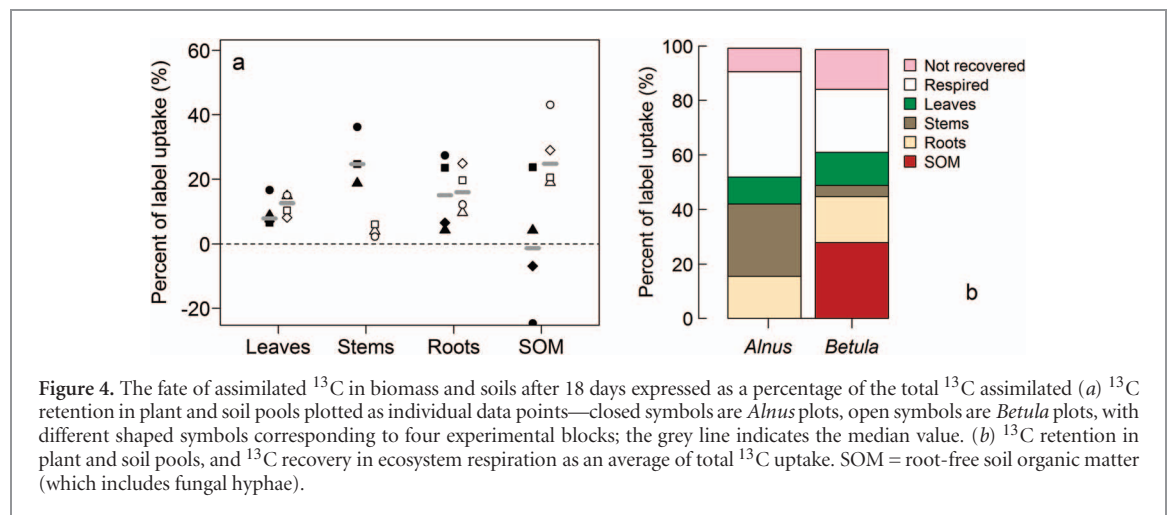 a
60
40
20
0
-20
Percent of label uptake (%)
Leaves Stems Roots SOM
100
80
60
40
20
0
Percent of label uptake (%)
Alnus Betula
Not recovered
Respired
Leaves
Stems
Roots
SOM
b
Figure 4. The fate of assimilated ¹³C in biomass and soils after 18 days expressed as a percentage of the total ¹³C assimilated (a) ¹³C
retention in plant and soil pools plotted as individual data points—closed symbols are Alnus plots, open symbols are Betula plots, with
different shaped symbols corresponding to four experimental blocks; the grey line indicates the median value. (b) ¹³C retention in
plant and soil pools, and ¹³C recovery in ecosystem respiration as an average of total ¹³C uptake. SOM = root-free soil organic matter
(which includes fungal hyphae).